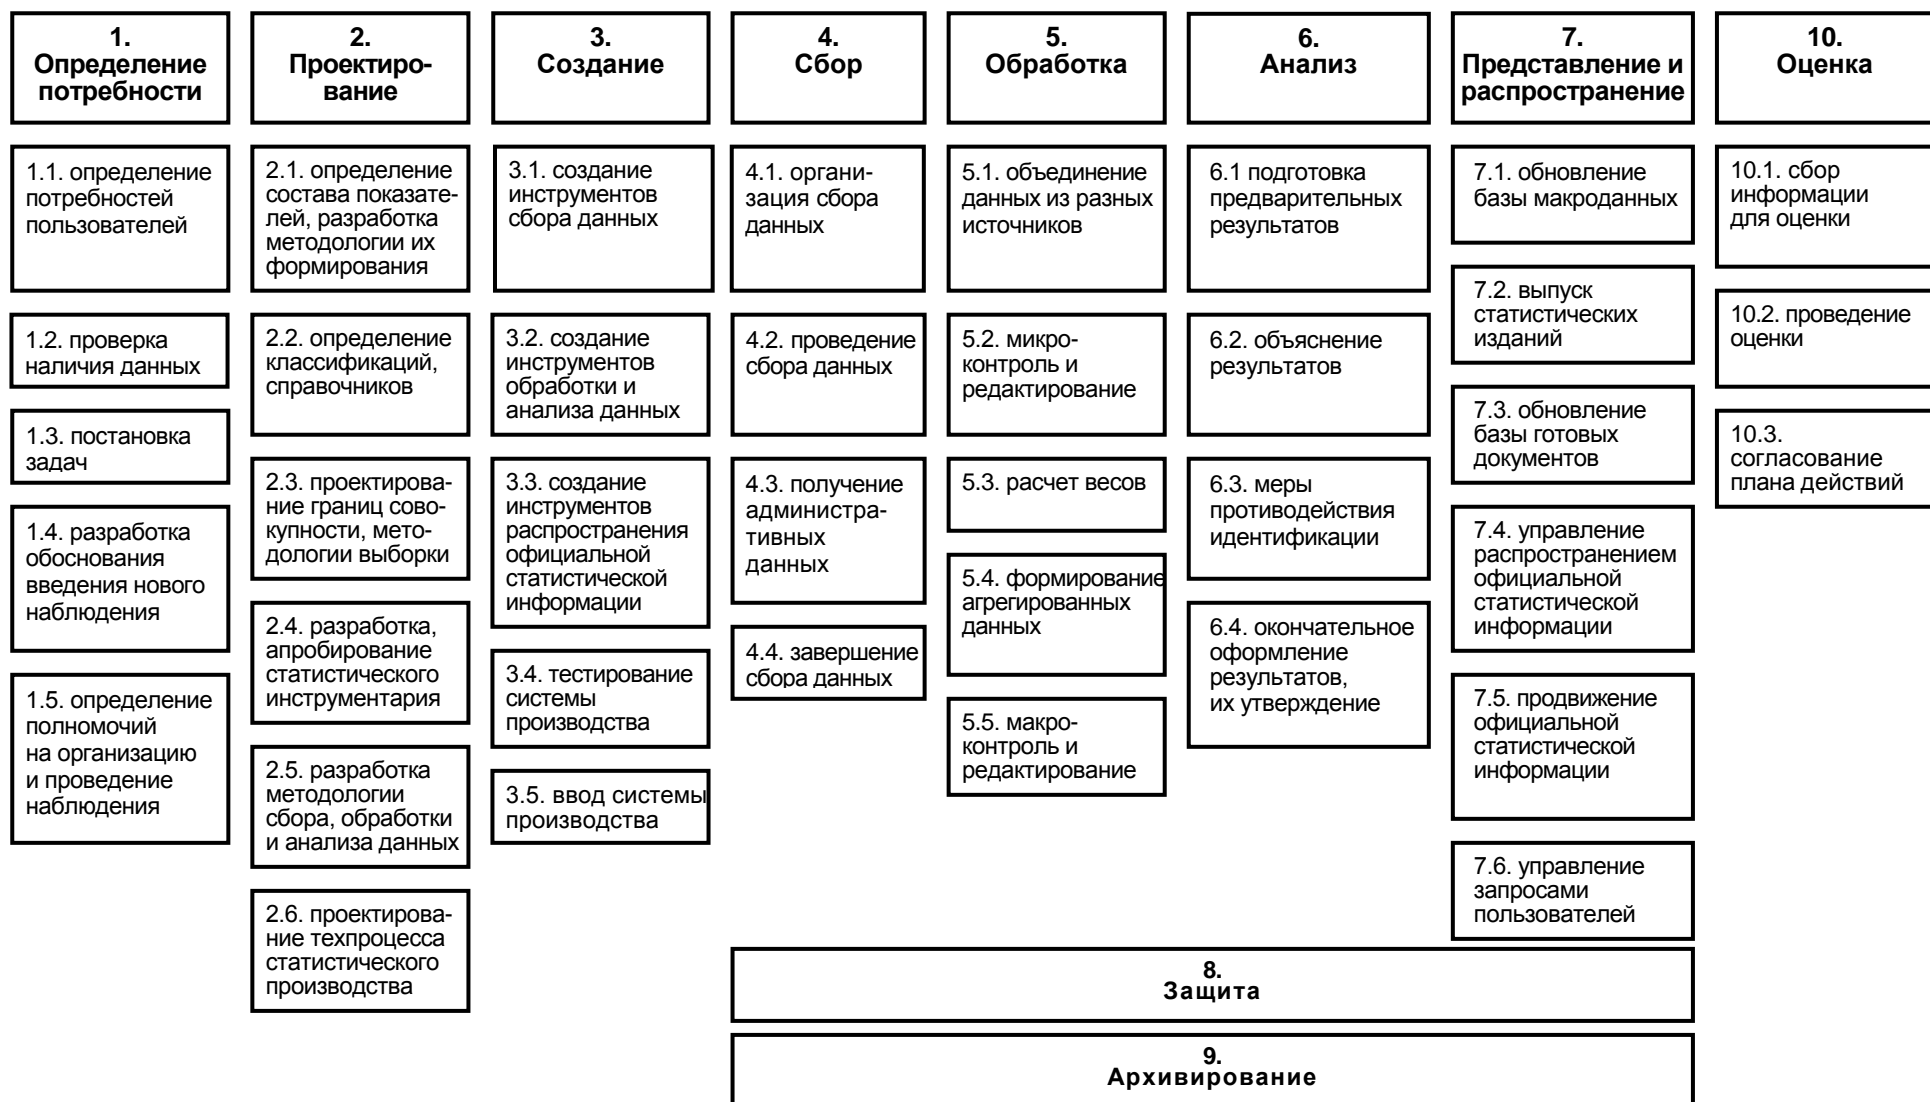 1.
Определение
потребности
1.1. определение
потребностей
пользователей
1.2. проверка
наличия данных
1.3. постановка
задач
1.4. разработка
обоснования
введения нового
наблюдения
1.5. определение
полномочий
на организацию
и проведение
наблюдения
2.
Проектиро-
вание
2.1. определение
состава показате-
лей, разработка
методологии их
формирования
2.2. определение
классификаций,
справочников
2.3. проектирова-
ние границ сово-
купности, мето-
дологии выборки
2.4. разработка,
апробирование
статистического
инструментария
2.5. разработка
методологии
сбора, обработки
и анализа данных
2.6. проектирова-
ние техпроцесса
статистического
производства
3.
Создание
3.1. создание
инструментов
сбора данных
3.2. создание
инструментов
обработки и
анализа данных
3.3. создание
инструментов
распространения
официальной
статистической
информации
3.4. тестирование
системы
производства
3.5. ввод системы
производства
4.
Сбор
4.1. органи-
зация сбора
данных
4.2. проведение
сбора данных
4.3. получение
администра-
тивных
данных
4.4. завершение
сбора данных
5.
Обработка
5.1. объединение
данных из разных
источников
5.2. микро-
контроль и
редактирование
5.3. расчет весов
5.4. формирование
агрегированных
данных
5.5. макро-
контроль и
редактирование
6.
Анализ
6.1 подготовка
предварительных
результатов
6.2. объяснение
результатов
6.3. меры
противодействия
идентификации
6.4. окончательное
оформление
результатов,
их утверждение
7.
Представление и
распространение
7.1. обновление
базы макроданных
7.2. выпуск
статистических
изданий
7.3. обновление
базы готовых
документов
7.4. управление
распространением
официальной
статистической
информации
7.5. продвижение
официальной
статистической
информации
7.6. управление
запросами
пользователей
10.
Оценка
10.1. сбор
информации
для оценки
10.2. проведение
оценки
10.3.
согласование
плана действий
8.
Защита
9.
Архивирование